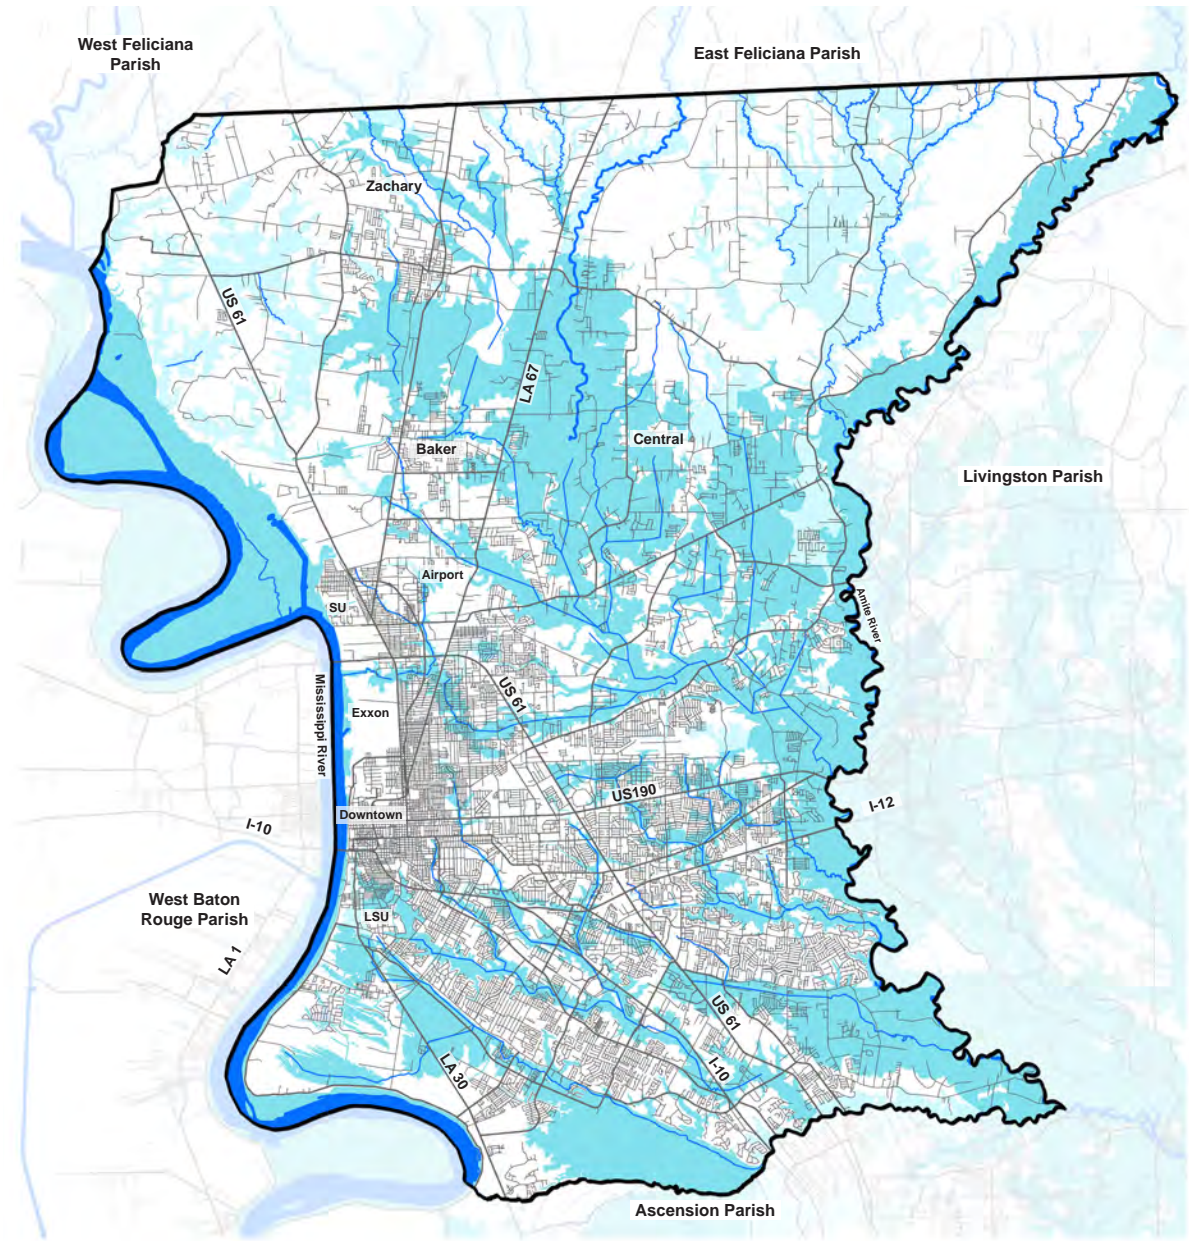 West Feliciana
Parish
East Feliciana Parish
Zachary
US 61
LA 67
Baker
Central
Livingston Parish
Airport
SU
Amite River
Mississippi River
Exxon
US 61
US190
I-12
Downtown
I-10
West Baton
Rouge Parish
LSU
LA 1
US 61
I-10
LA 30
Ascension Parish